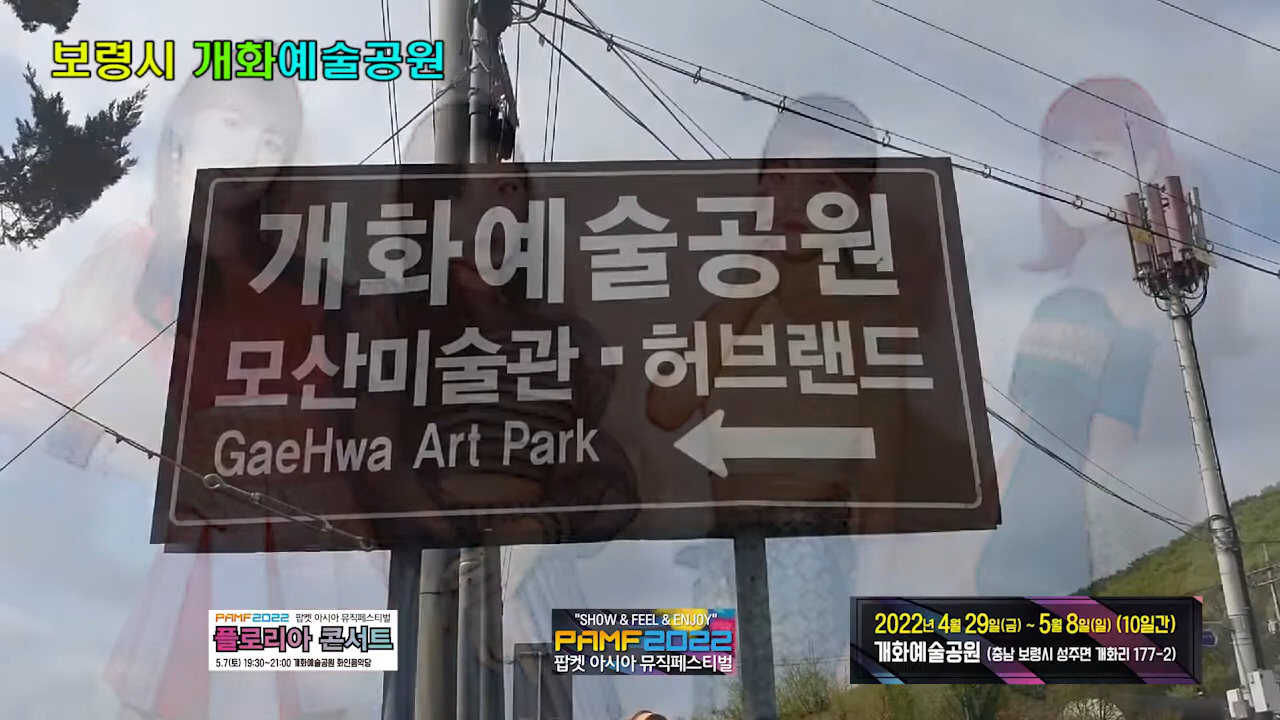 보령시 개화예술공원
개화예술공원
모산미술관·허브랜드
GaeHwa Art Park
PAMF2022 팝켓 아시아 뮤직페스티벌
플로리아 콘서트
5.7(토) 19:30~21:00 개화예술공원 화인음악당
"SHOW & FEEL & ENJOY"
PAMF2022
팝켓 아시아 뮤직페스티벌
2022년 4월 29일(금) ~ 5월 8일(일) (10일간)
개화예술공원 (충남 보령시 성주면 개화리 177-2)